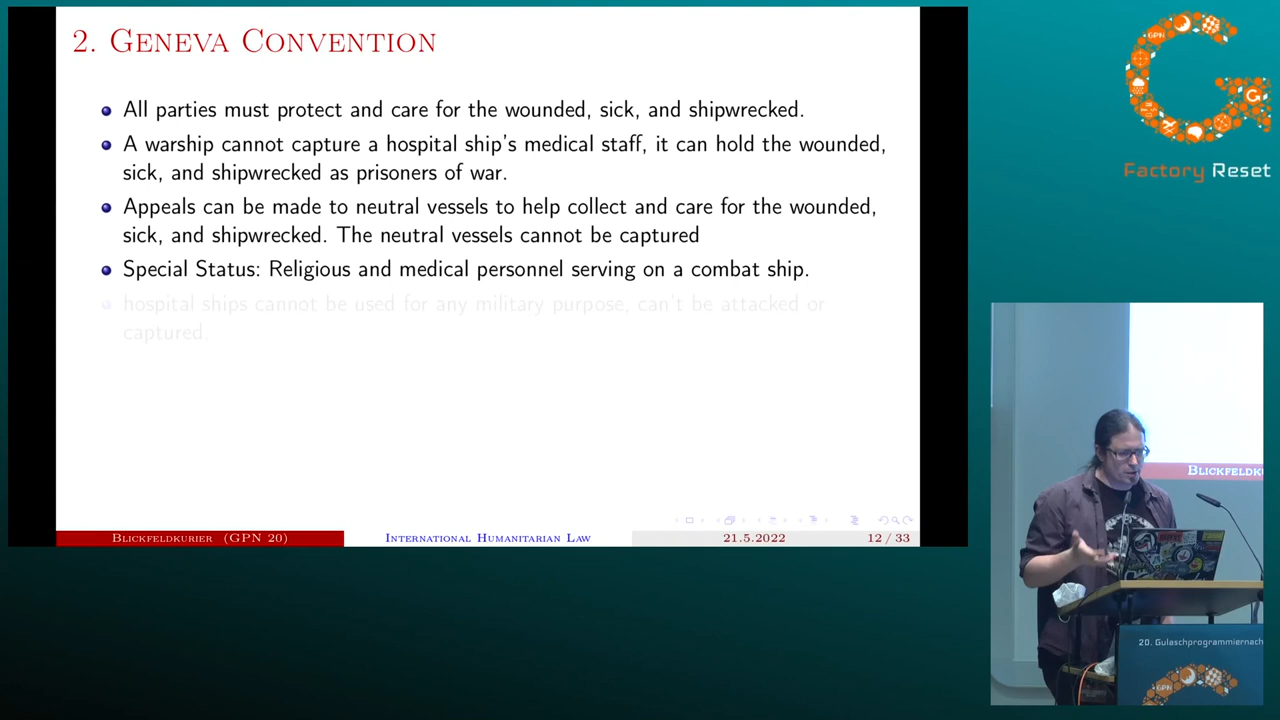 2. GENEVA CONVENTION
All parties must protect and care for the wounded, sick, and shipwrecked.
A warship cannot capture a hospital ship's medical staff, it can hold the wounded,
sick, and shipwrecked as prisoners of war.
Appeals can be made to neutral vessels to help collect and care for the wounded,
sick, and shipwrecked. The neutral vessels cannot be captured
Special Status: Religious and medical personnel serving on a combat ship.
hospital ships cannot be used for any military purpose, can't be attacked or
captured.
BLICKFELDKURIER (GPN 20)
INTERNATIONAL HUMANITARIAN LAW
21.5.2022
12 / 33
GPN
G
Factory Reset
BLICKFELDKU
20. Gulaschprogrammiernach
GPN